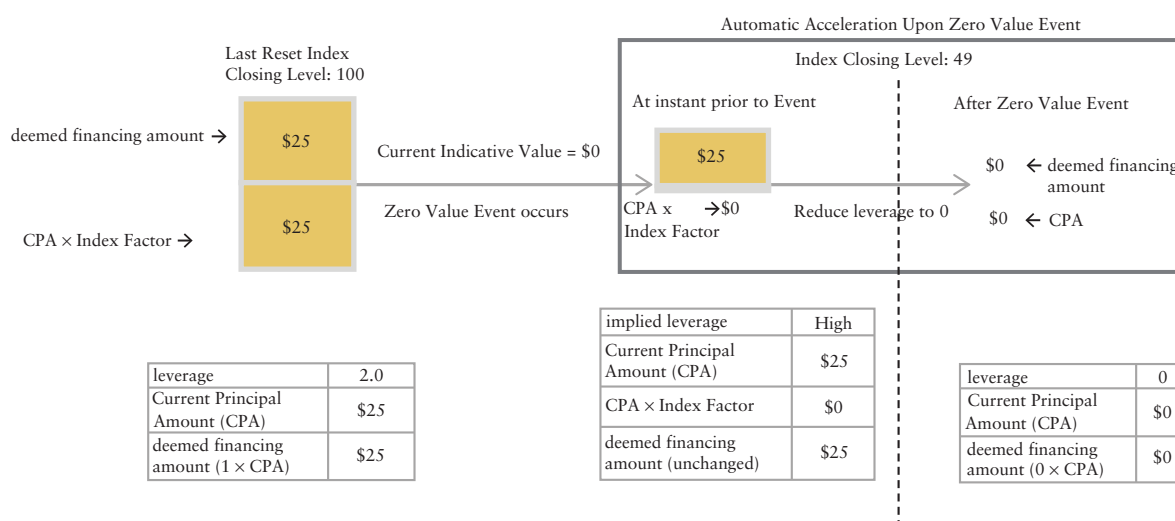 Automatic Acceleration Upon Zero Value Event
Last Reset Index
Closing Level: 100
Index Closing Level: 49
At instant prior to Event
After Zero Value Event
deemed financing amount →
$25
Current Indicative Value = $0
$25
$0 ← deemed financing
amount
Zero Value Event occurs
CPA x →$0
Index Factor
Reduce leverage to 0
$0 ← CPA
CPA × Index Factor →
$25
implied leverage High
Current Principal
Amount (CPA) $25
CPA × Index Factor $0
deemed financing
amount (unchanged) $25
leverage 2.0
Current Principal
Amount (CPA) $25
deemed financing
amount (1 × CPA) $25
leverage 0
Current Principal
Amount (CPA) $0
deemed financing
amount (0 × CPA) $0